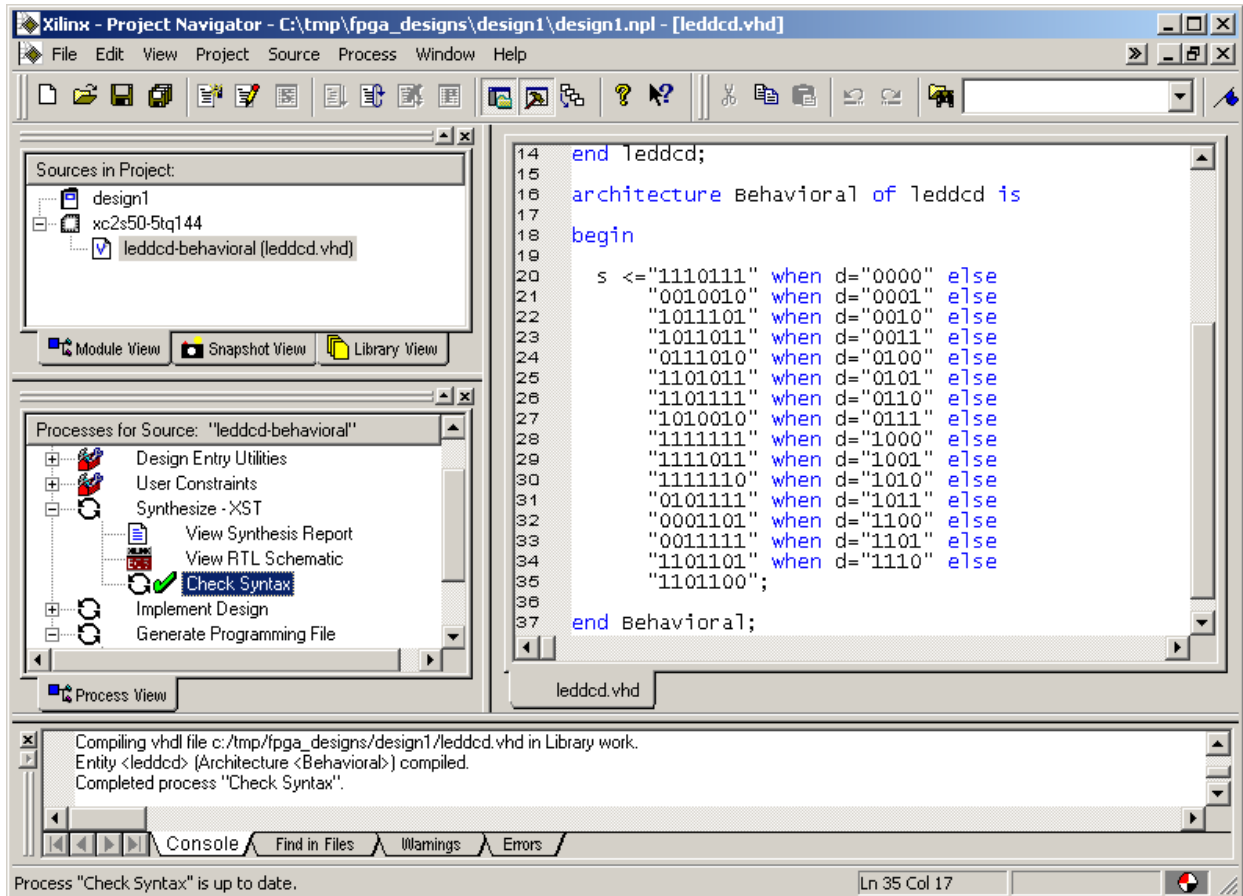 Xilinx - Project Navigator - C:\tmp\fpga_designs\design1\design1.npl - [leddcd.vhd]
File Edit View Project Source Process Window Help
Sources in Project:
design1
xc2s50-5tq144
leddcd-behavioral (leddcd.vhd)
Module View Snapshot View Library View
Processes for Source: "leddcd-behavioral"
Design Entry Utilities
User Constraints
Synthesize - XST
View Synthesis Report
View RTL Schematic
Check Syntax
Implement Design
Generate Programming File
Process View
14 end leddcd;
15
16 architecture Behavioral of leddcd is
17
18 begin
19
20 s <="1110111" when d="0000" else
21 "0010010" when d="0001" else
22 "1011101" when d="0010" else
23 "1011011" when d="0011" else
24 "0111010" when d="0100" else
25 "1101011" when d="0101" else
26 "1101111" when d="0110" else
27 "1010010" when d="0111" else
28 "1111111" when d="1000" else
29 "1111011" when d="1001" else
30 "1111110" when d="1010" else
31 "0101111" when d="1011" else
32 "0001101" when d="1100" else
33 "0011111" when d="1101" else
34 "1101101" when d="1110" else
35 "1101100";
36
37 end Behavioral;
leddcd.vhd
Compiling vhdl file c:/tmp/fpga_designs/design1/leddcd.vhd in Library work.
Entity <leddcd> (Architecture <Behavioral>) compiled.
Completed process "Check Syntax".
Console Find in Files Warnings Errors
Process "Check Syntax" is up to date. Ln 35 Col 17